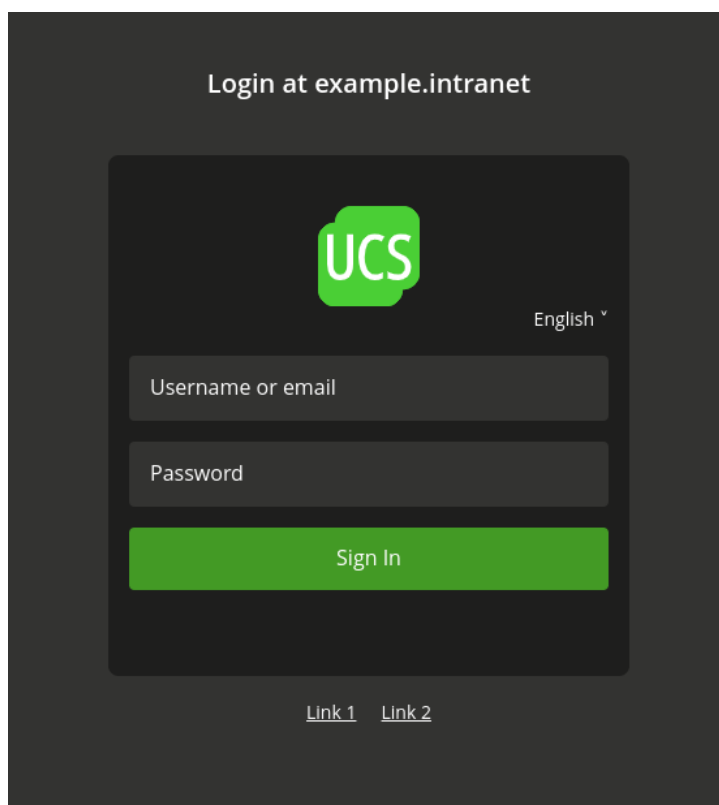 Login at example.intranet
UCS
English ˅
Username or email
Password
Sign In
Link 1 Link 2